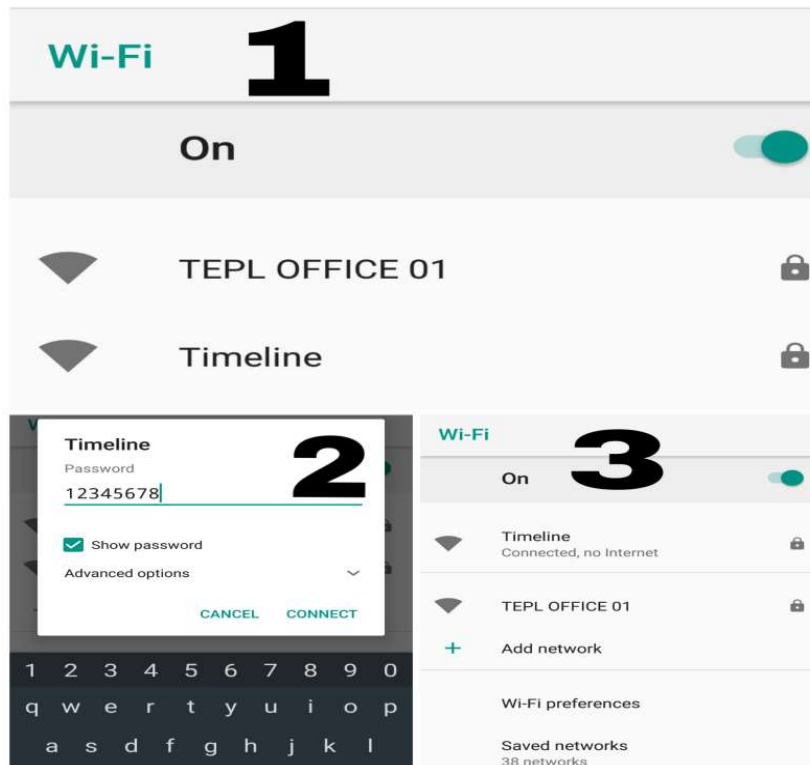 Wi-Fi
1
On
TEPL OFFICE 01
Timeline
Timeline
2
Password
12345678
Show password
Advanced options
CANCEL CONNECT
1 2 3 4 5 6 7 8 9 0
q w e r t y u i o p
a s d f g h j k l
Wi-Fi
3
On
Timeline
Connected, no Internet
TEPL OFFICE 01
+ Add network
Wi-Fi preferences
Saved networks
38 networks